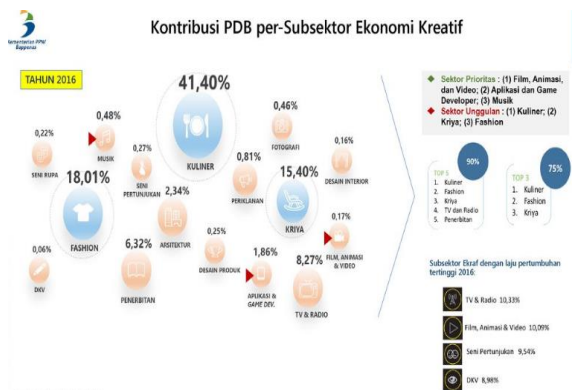 Kementerian PPN/
Bappenas
Kontribusi PDB per-Subsektor Ekonomi Kreatif
TAHUN 2016
41,40%
KULINER
0,48%
MUSIK
0,22%
SENI RUPA
0,27%
SENI
PERTUNJUKAN
0,46%
FOTOGRAFI
0,16%
DESAIN INTERIOR
0,81%
PERIKLANAN
15,40%
KRIYA
18,01%
FASHION
2,34%
ARSITEKTUR
0,17%
FILM, ANIMASI
& VIDEO
0,06%
DKV
6,32%
PENERBITAN
0,25%
DESAIN PRODUK
1,86%
APLIKASI &
GAME DEV.
8,27%
TV & RADIO
Sektor Prioritas : (1) Film, Animasi,
dan Video; (2) Aplikasi dan Game
Developer; (3) Musik
Sektor Unggulan : (1) Kuliner; (2)
Kriya; (3) Fashion
90%
TOP 5
1. Kuliner
2. Fashion
3. Kriya
4. TV dan Radio
5. Penerbitan
75%
TOP 3
1. Kuliner
2. Fashion
3. Kriya
Subsektor Ekraf dengan laju pertumbuhan
tertinggi 2016:
TV & Radio 10,33%
Film, Animasi & Video 10,09%
Seni Pertunjukan 9,54%
DKV 8,98%